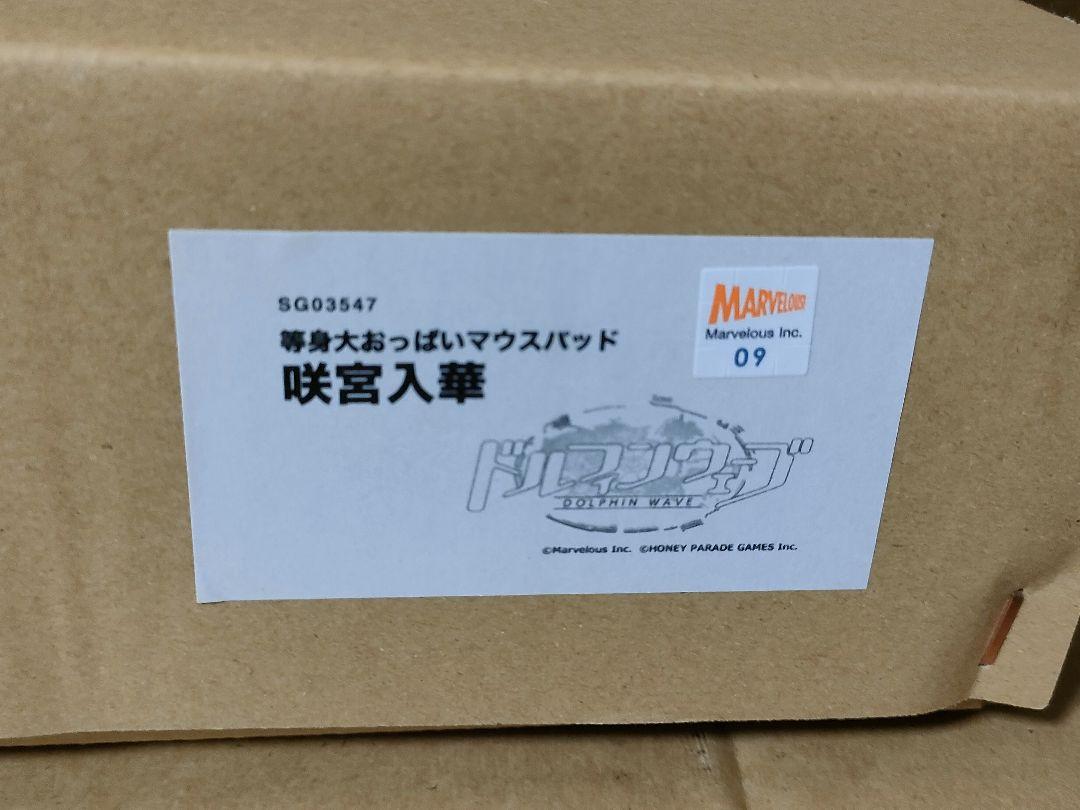 SG03547
等身大おっぱいマウスパッド
咲宮入華
MARVELOUS!
Marvelous Inc.
09
ドルフィンウェーブ
DOLPHIN WAVE
©Marvelous Inc. ©HONEY PARADE GAMES Inc.